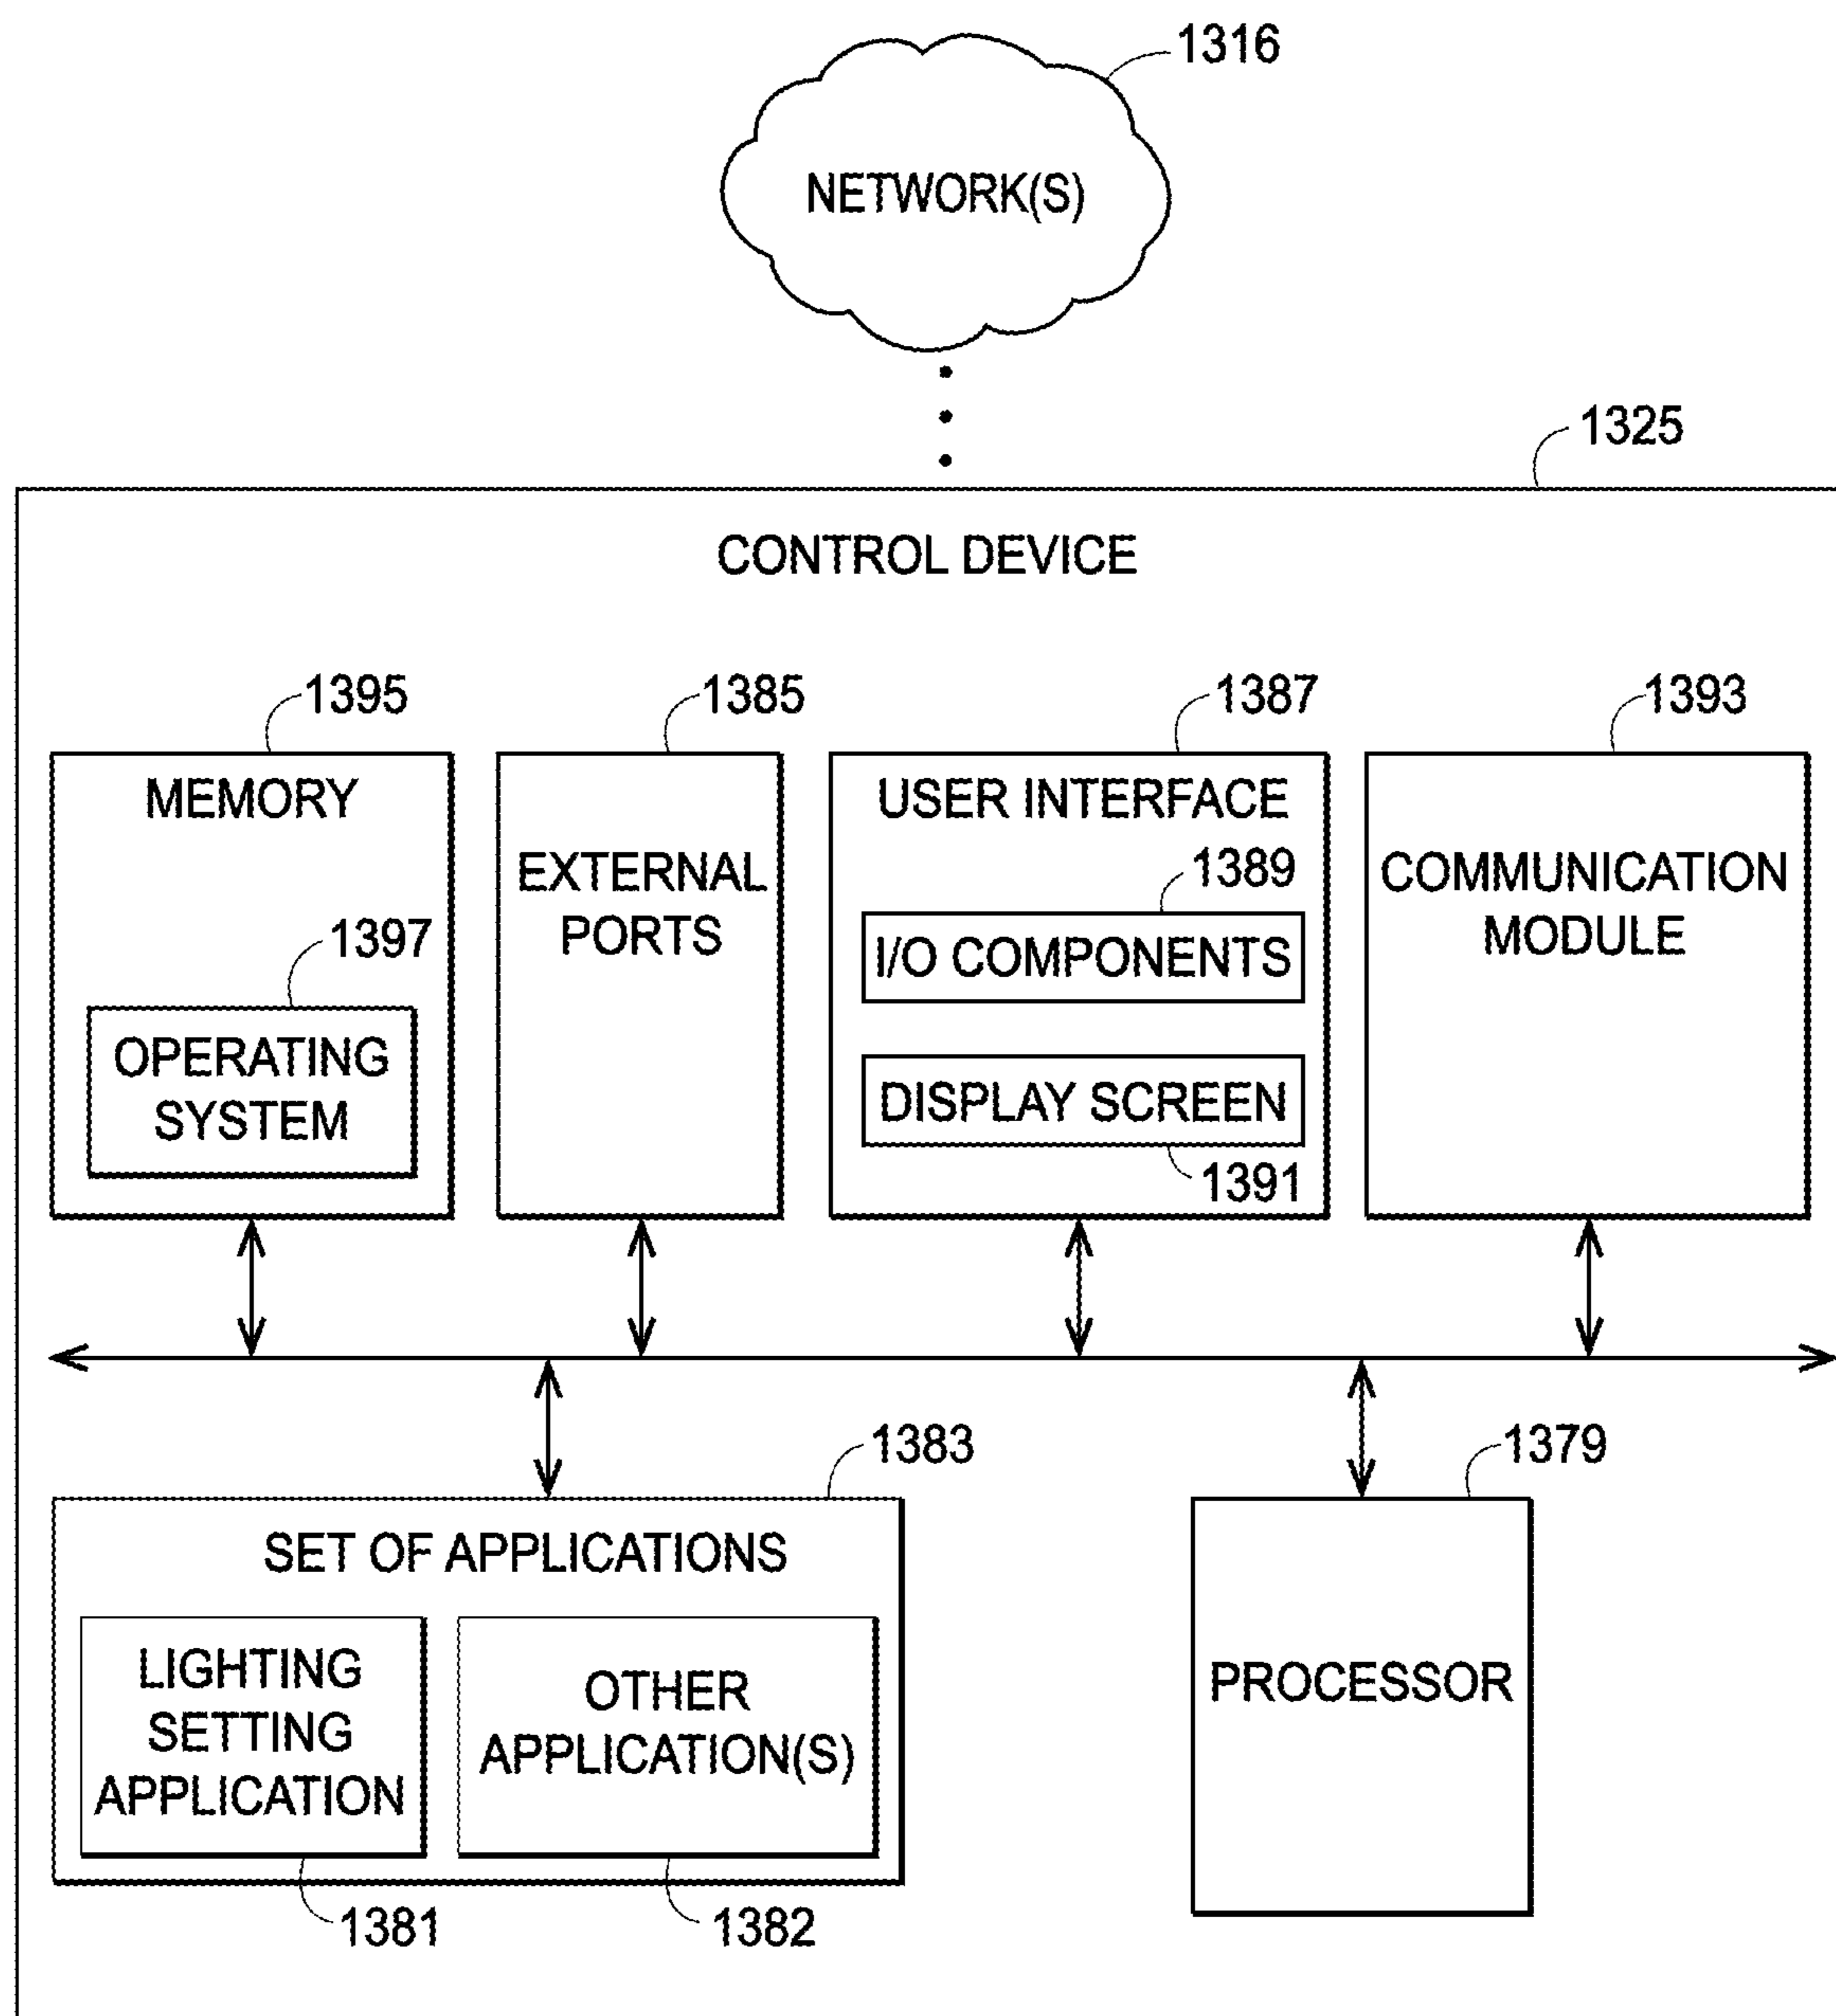 1316
NETWORK(S)
1325
CONTROL DEVICE
1395
MEMORY
1397
OPERATING
SYSTEM
1385
EXTERNAL
PORTS
1387
USER INTERFACE
1389
I/O COMPONENTS
DISPLAY SCREEN
1391
1393
COMMUNICATION
MODULE
1383
SET OF APPLICATIONS
LIGHTING
SETTING
APPLICATION
1381
OTHER
APPLICATION(S)
1382
1379
PROCESSOR